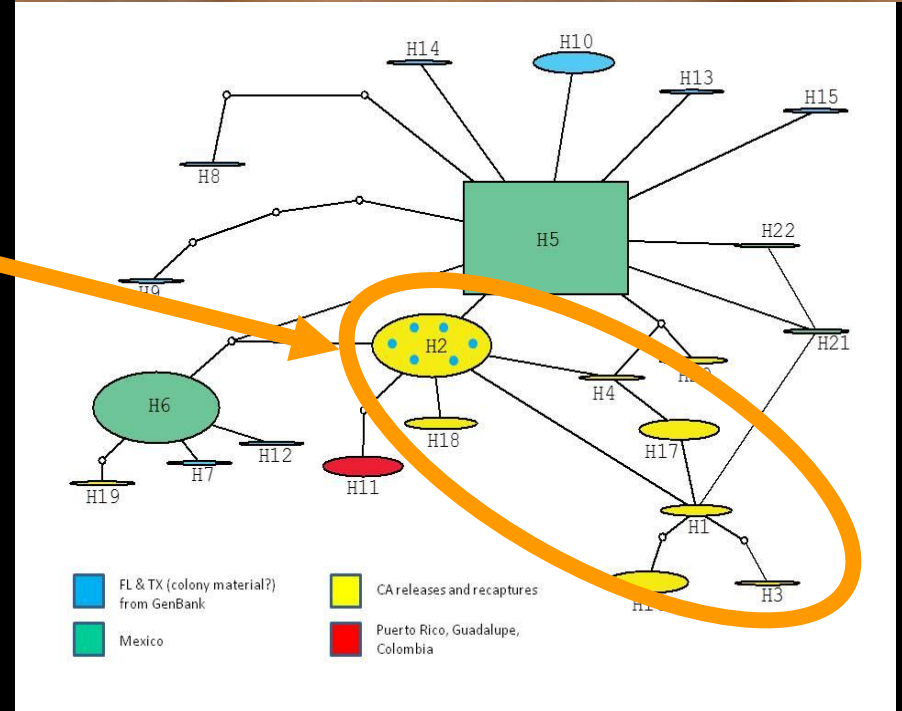 H14
H10
H13
H15
H8
H5
H22
H9
H2
H21
H4
H6
H18
H17
H12
H7
H11
H19
H1
H3
FL & TX (colony material?)
from GenBank
CA releases and recaptures
Mexico
Puerto Rico, Guadalupe,
Colombia